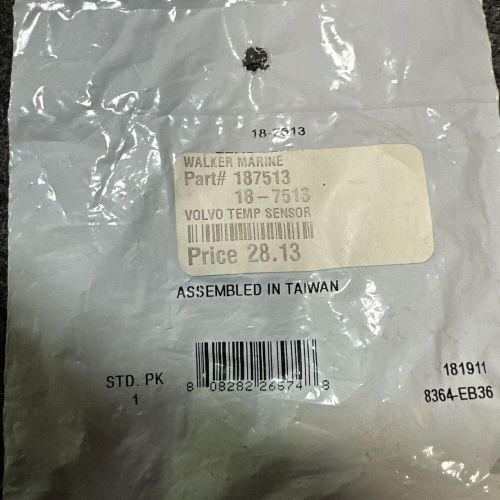 18-7513
WALKER MARINE
Part# 187513
18-7513
VOLVO TEMP SENSOR
Price 28.13
ASSEMBLED IN TAIWAN
STD. PK
1
8 08282 26574 8
181911
8364-EB36